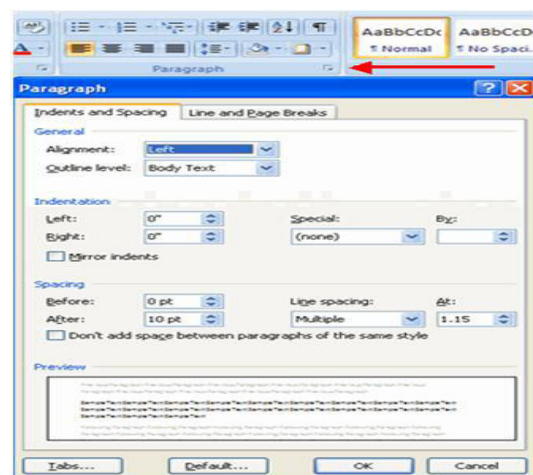 AaBbCcDc AaBbCcD
¶ Normal ¶ No Spaci...
Paragraph
Paragraph
Indents and Spacing Line and Page Breaks
General
Alignment: Left
Outline level: Body Text
Indentation
Left: 0" Special: By:
Right: 0" (none)
Mirror indents
Spacing
Before: 0 pt Line spacing: At:
After: 10 pt Multiple 1.15
Don't add space between paragraphs of the same style
Preview
Tabs... Default... OK Cancel